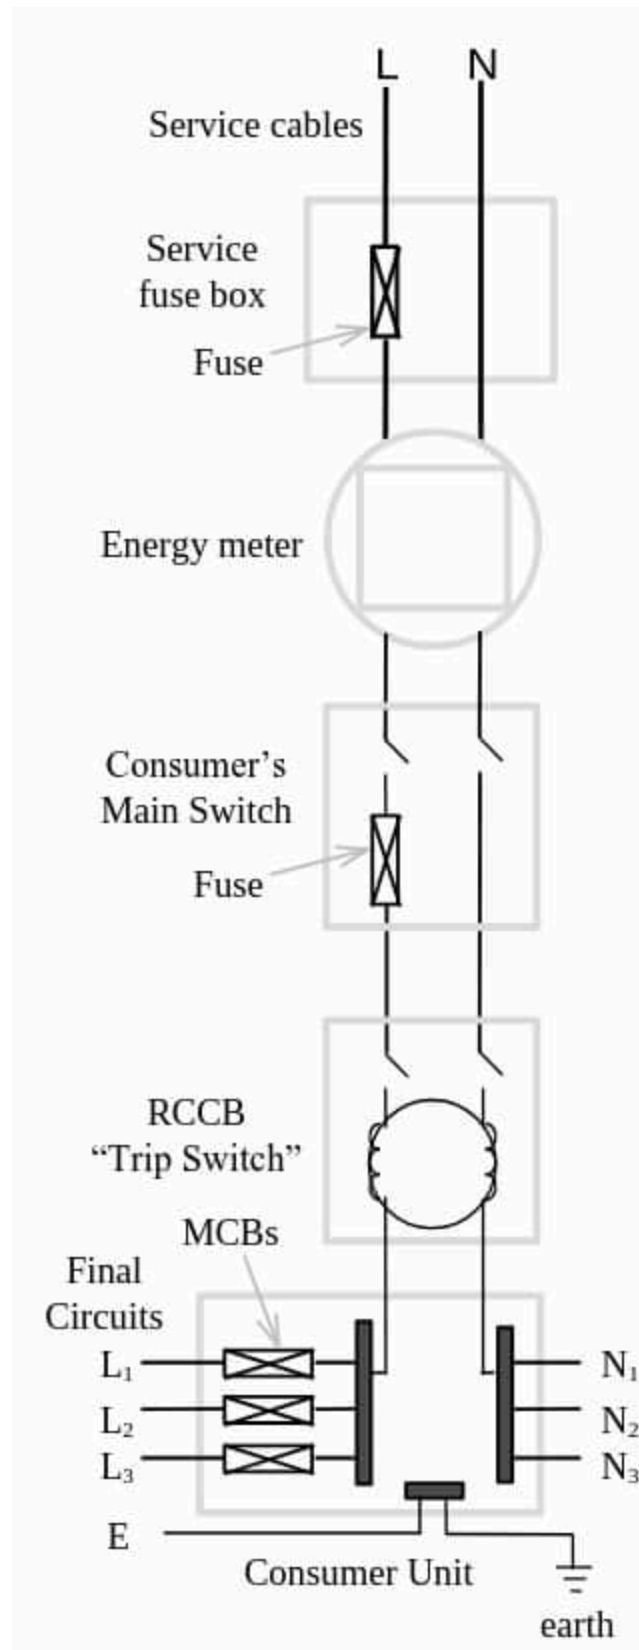 L N
Service cables
Service
fuse box
Fuse
Energy meter
Consumer’s
Main Switch
Fuse
RCCB
“Trip Switch”
MCBs
Final
Circuits
L₁ N₁
L₂ N₂
L₃ N₃
E
Consumer Unit
earth